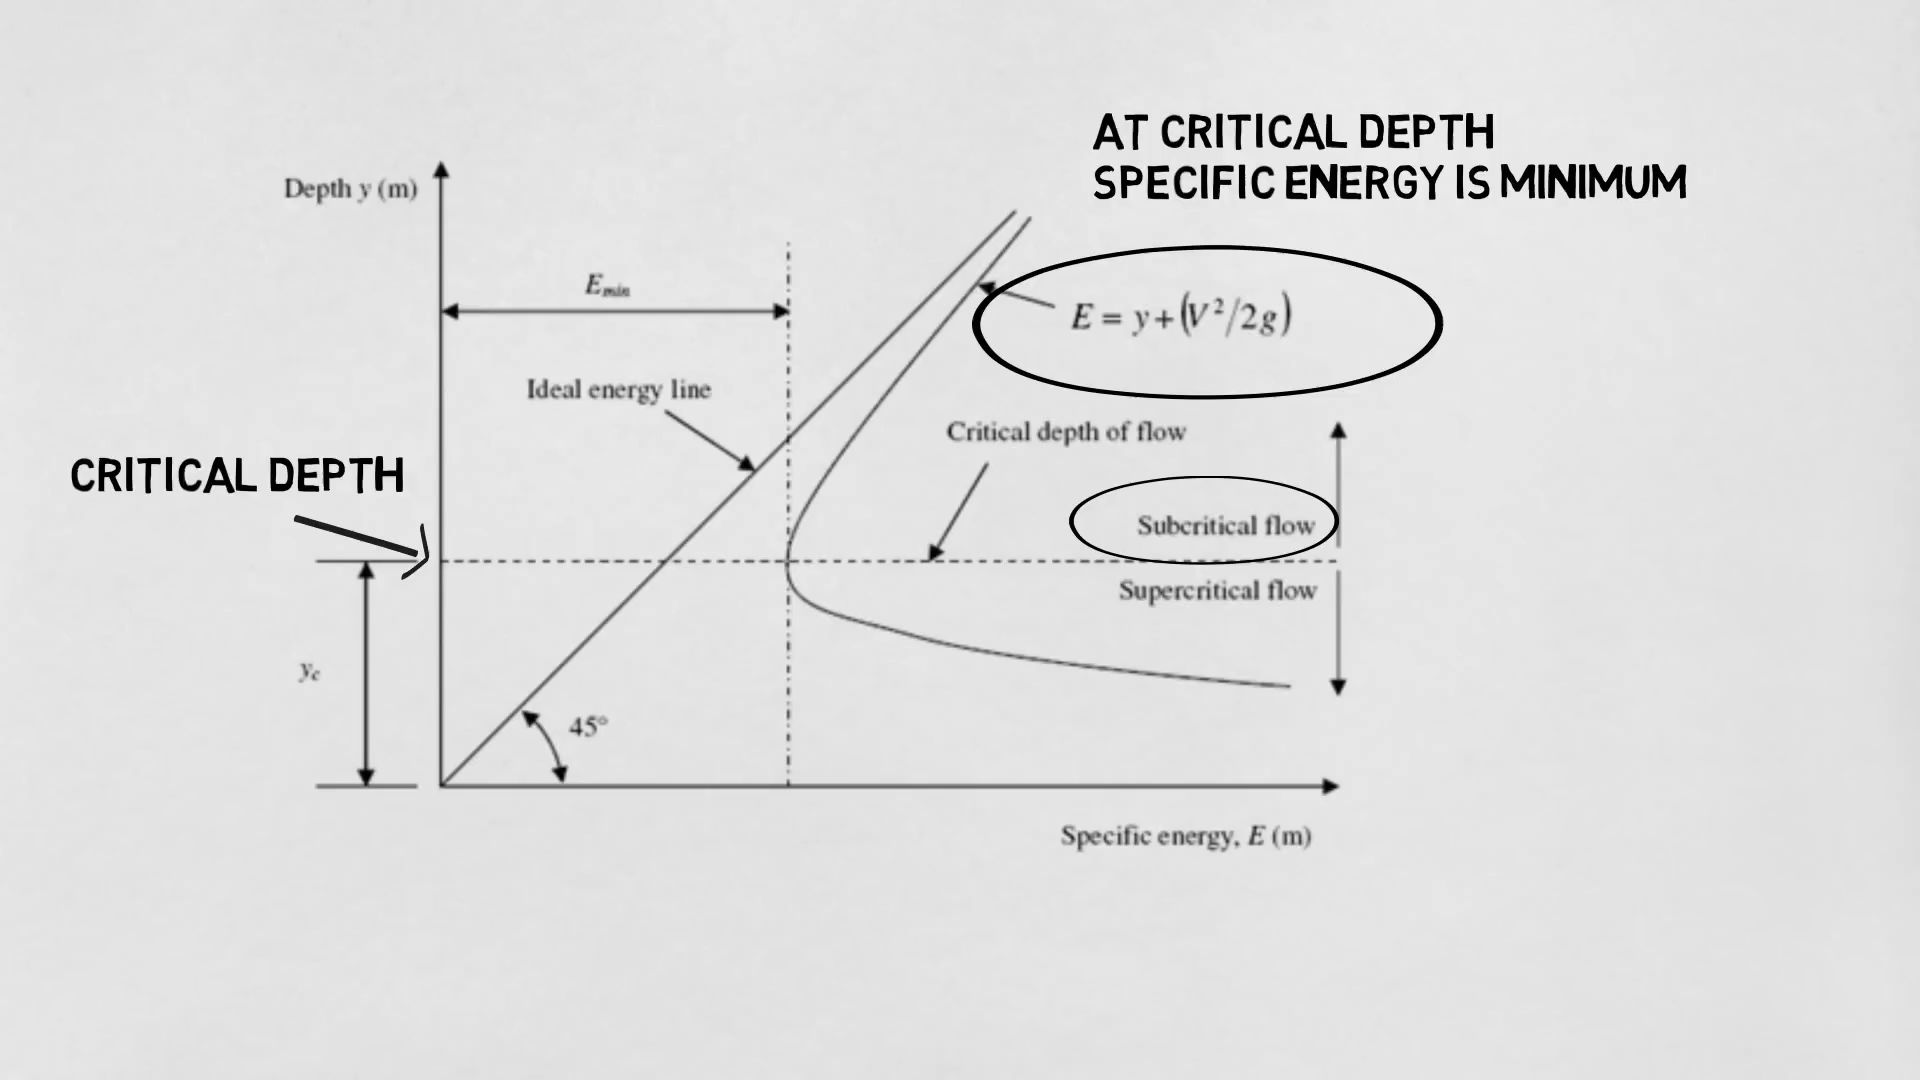 AT CRITICAL DEPTH
SPECIFIC ENERGY IS MINIMUM
Depth y (m)
E_min
E = y + (V²/2g)
Ideal energy line
Critical depth of flow
CRITICAL DEPTH
Subcritical flow
Supercritical flow
y_c
45°
Specific energy, E (m)